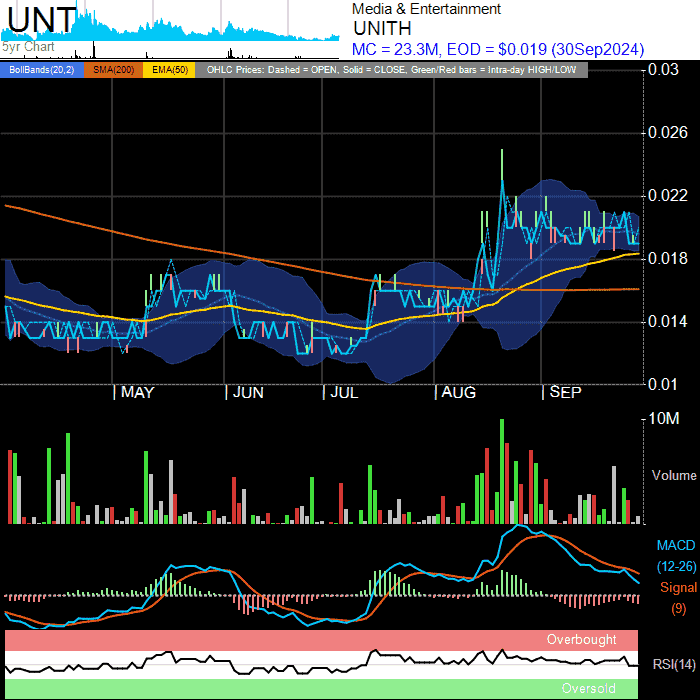 UNT
5yr Chart
Media & Entertainment
UNITH
MC = 23.3M, EOD = $0.019 (30Sep2024)
BollBands(20,2) SMA(200) EMA(50) OHLC Prices: Dashed = OPEN, Solid = CLOSE, Green/Red bars = Intra-day HIGH/LOW
0.03
0.026
0.022
0.018
0.014
0.01
MAY JUN JUL AUG SEP
10M
Volume
MACD
(12-26)
Signal
(9)
Overbought
RSI(14)
Oversold